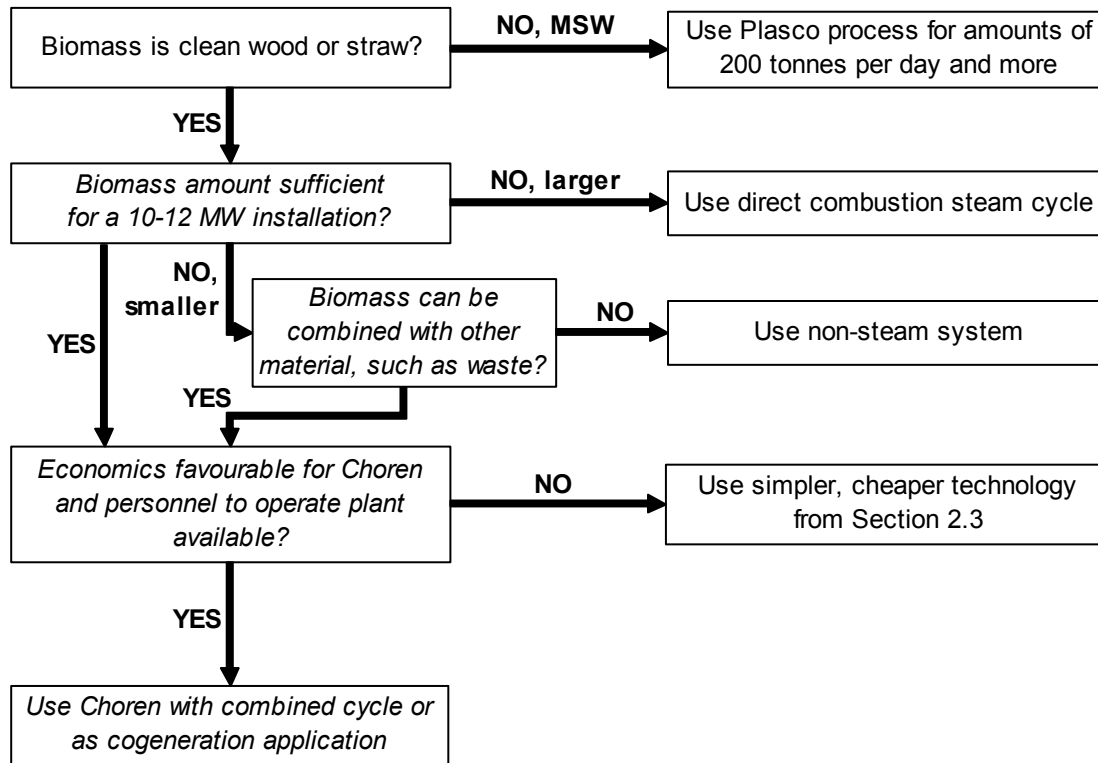 Biomass is clean wood or straw?
NO, MSW
Use Plasco process for amounts of
200 tonnes per day and more
YES
Biomass amount sufficient
for a 10-12 MW installation?
NO, larger
Use direct combustion steam cycle
NO,
smaller
YES
Biomass can be
combined with other
material, such as waste?
NO
Use non-steam system
YES
Economics favourable for Choren
and personnel to operate plant
available?
NO
Use simpler, cheaper technology
from Section 2.3
YES
Use Choren with combined cycle or
as cogeneration application